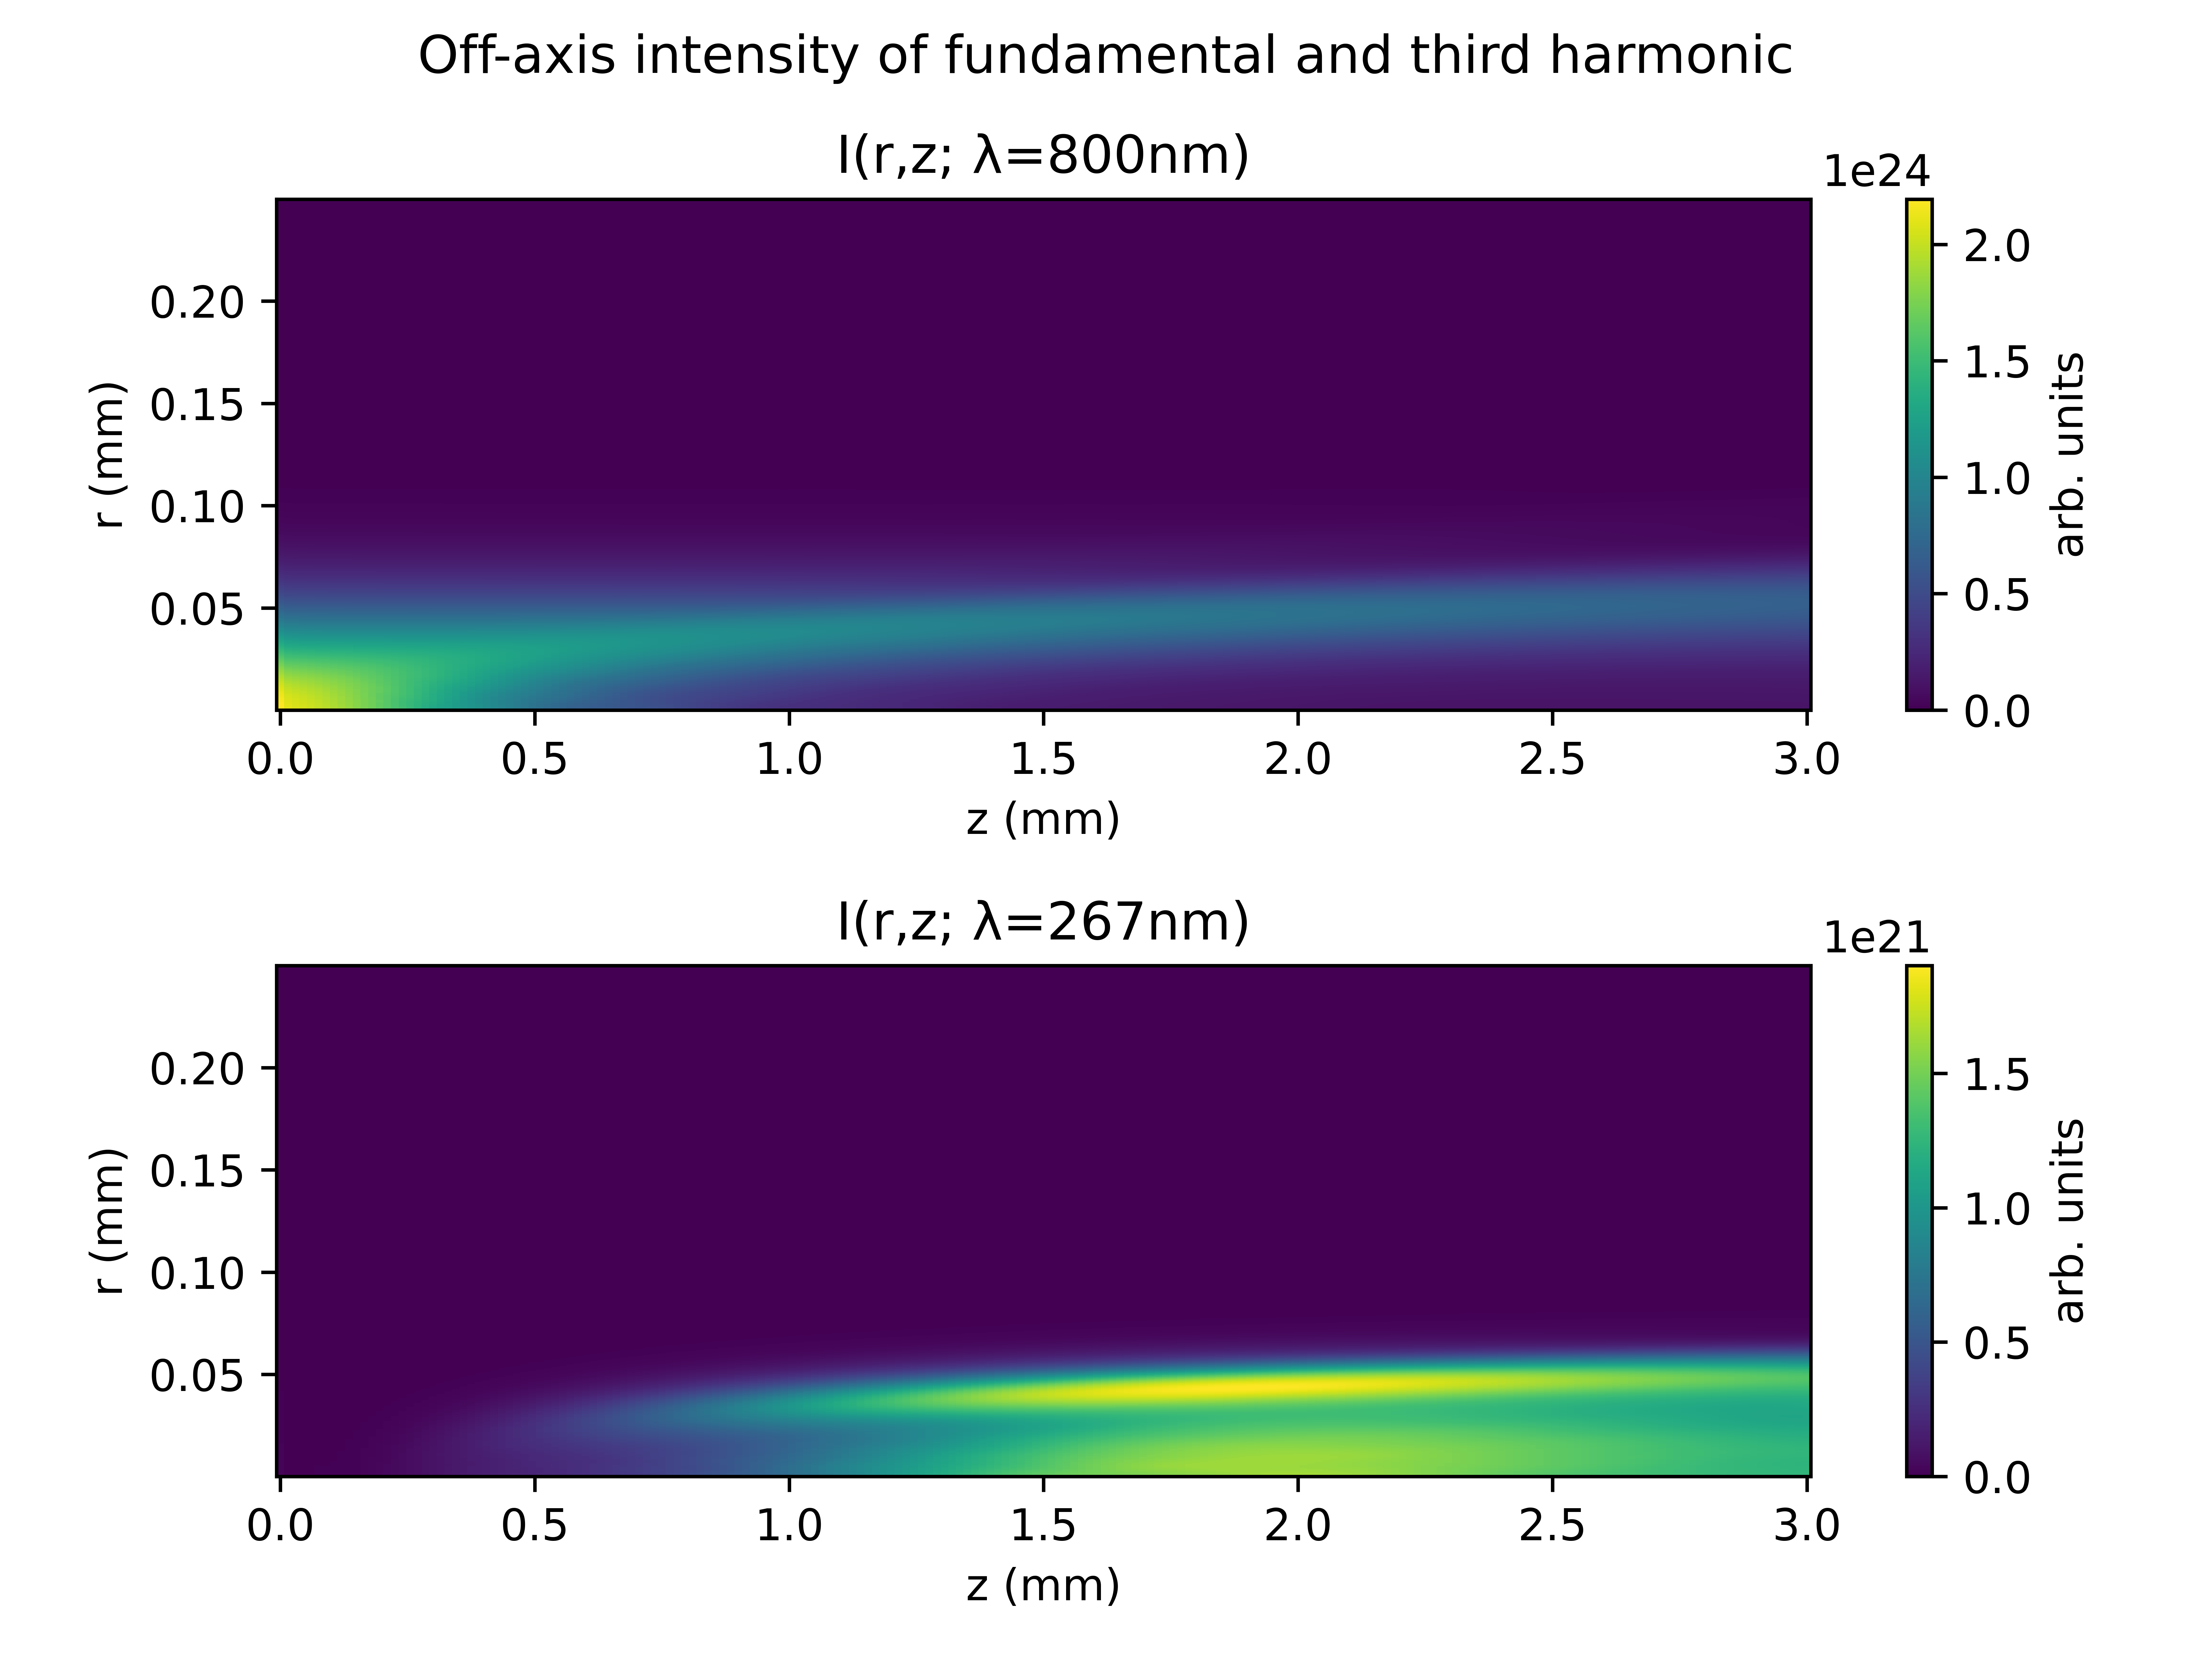 Off-axis intensity of fundamental and third harmonic
I(r,z; λ=800nm)
1e24
r (mm)
0.20
0.15
0.10
0.05
0.0 0.5 1.0 1.5 2.0 2.5 3.0
z (mm)
2.0
1.5
1.0
0.5
0.0
arb. units
I(r,z; λ=267nm)
1e21
r (mm)
0.20
0.15
0.10
0.05
0.0 0.5 1.0 1.5 2.0 2.5 3.0
z (mm)
1.5
1.0
0.5
0.0
arb. units